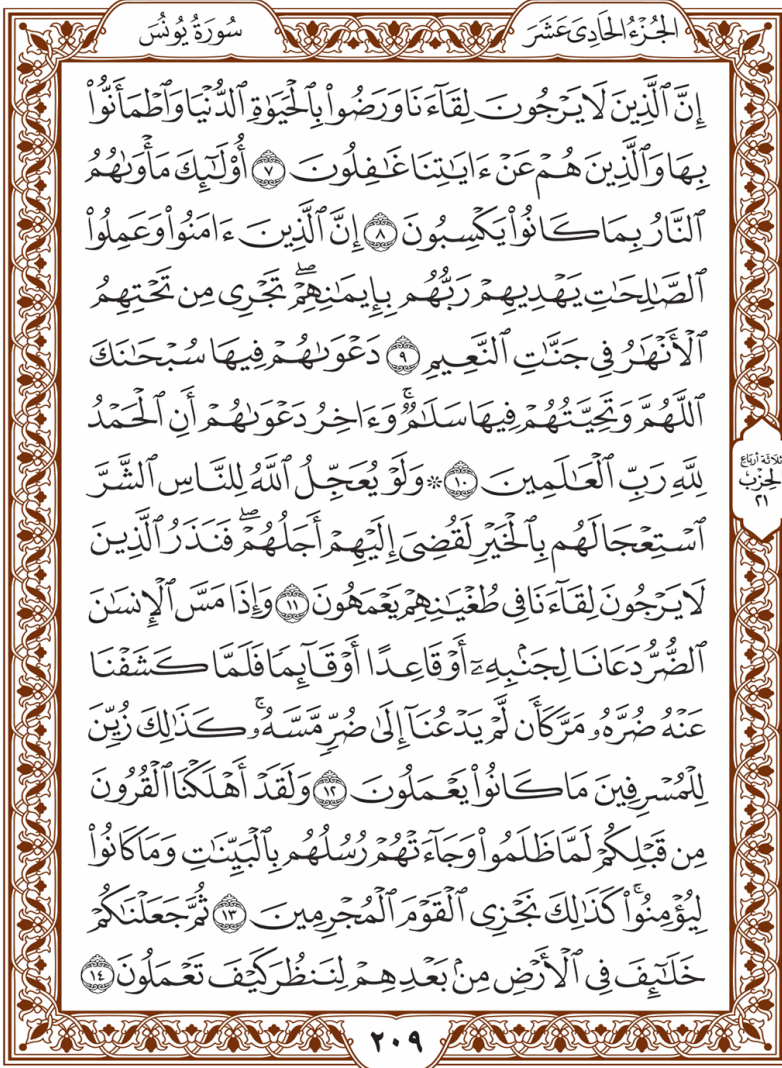 الجُزْءُ الحَادِى عَشَرَ
سُورَةُ يُونُسَ
إِنَّ ٱلَّذِينَ لَا يَرْجُونَ لِقَآءَنَا وَرَضُوا۟ بِٱلْحَيَوٰةِ ٱلدُّنْيَا وَٱطْمَأَنُّوا۟
بِهَا وَٱلَّذِينَ هُمْ عَنْ ءَايَٰتِنَا غَٰفِلُونَ ٧ أُو۟لَٰٓئِكَ مَأْوَىٰهُمُ
ٱلنَّارُ بِمَا كَانُوا۟ يَكْسِبُونَ ٨ إِنَّ ٱلَّذِينَ ءَامَنُوا۟ وَعَمِلُوا۟
ٱلصَّٰلِحَٰتِ يَهْدِيهِمْ رَبُّهُم بِإِيمَٰنِهِمْۖ تَجْرِى مِن تَحْتِهِمُ
ٱلْأَنْهَٰرُ فِى جَنَّٰتِ ٱلنَّعِيمِ ٩ دَعْوَىٰهُمْ فِيهَا سُبْحَٰنَكَ
ٱللَّهُمَّ وَتَحِيَّتُهُمْ فِيهَا سَلَٰمٌۚ وَءَاخِرُ دَعْوَىٰهُمْ أَنِ ٱلْحَمْدُ
لِلَّهِ رَبِّ ٱلْعَٰلَمِينَ ١٠ ۞ وَلَوْ يُعَجِّلُ ٱللَّهُ لِلنَّاسِ ٱلشَّرَّ
ٱسْتِعْجَالَهُم بِٱلْخَيْرِ لَقُضِىَ إِلَيْهِمْ أَجَلُهُمْۖ فَنَذَرُ ٱلَّذِينَ
لَا يَرْجُونَ لِقَآءَنَا فِى طُغْيَٰنِهِمْ يَعْمَهُونَ ١١ وَإِذَا مَسَّ ٱلْإِنسَٰنَ
ٱلضُّرُّ دَعَانَا لِجَنۢبِهِۦٓ أَوْ قَاعِدًا أَوْ قَآئِمًا فَلَمَّا كَشَفْنَا
عَنْهُ ضُرَّهُۥ مَرَّ كَأَن لَّمْ يَدْعُنَآ إِلَىٰ ضُرٍّ مَّسَّهُۥۚ كَذَٰلِكَ زُيِّنَ
لِلْمُسْرِفِينَ مَا كَانُوا۟ يَعْمَلُونَ ١٢ وَلَقَدْ أَهْلَكْنَا ٱلْقُرُونَ
مِن قَبْلِكُمْ لَمَّا ظَلَمُوا۟ وَجَآءَتْهُمْ رُسُلُهُم بِٱلْبَيِّنَٰتِ وَمَا كَانُوا۟
لِيُؤْمِنُوا۟ۚ كَذَٰلِكَ نَجْزِى ٱلْقَوْمَ ٱلْمُجْرِمِينَ ١٣ ثُمَّ جَعَلْنَٰكُمْ
خَلَٰٓئِفَ فِى ٱلْأَرْضِ مِنۢ بَعْدِهِمْ لِنَنظُرَ كَيْفَ تَعْمَلُونَ ١٤
ثلاثة أرباع
الحِزْب
٢١
٢٠٩